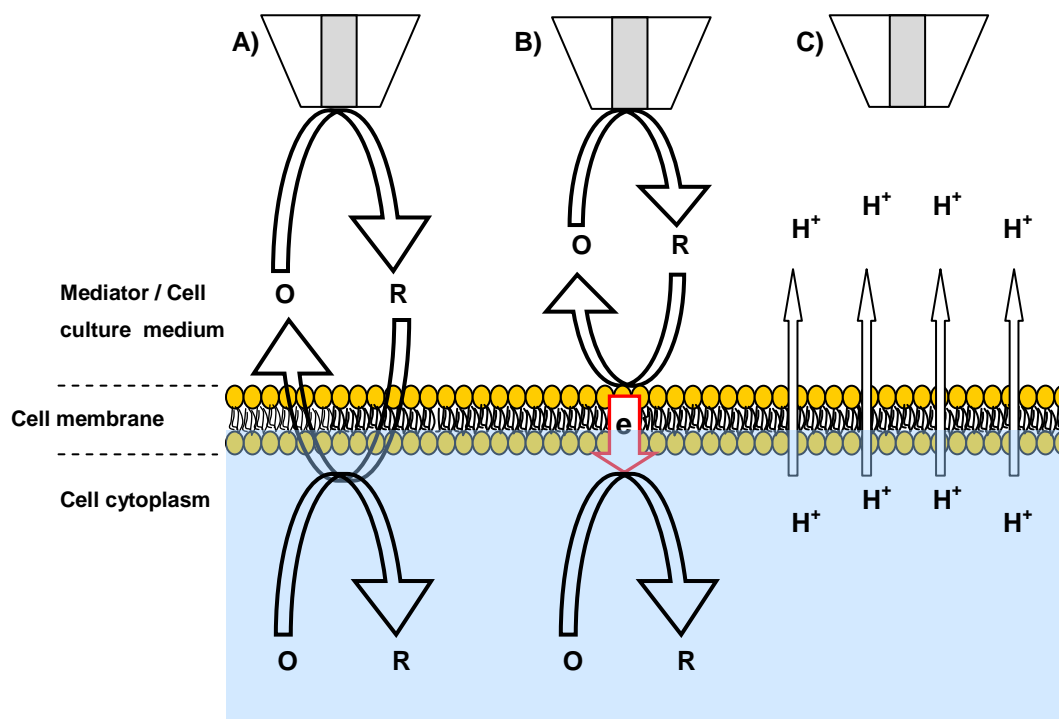 A)
B)
C)
H⁺ H⁺
H⁺ H⁺
O R
O R
Mediator / Cell
culture medium
Cell membrane
e
Cell cytoplasm
H⁺ H⁺
H⁺ H⁺
O R
O R